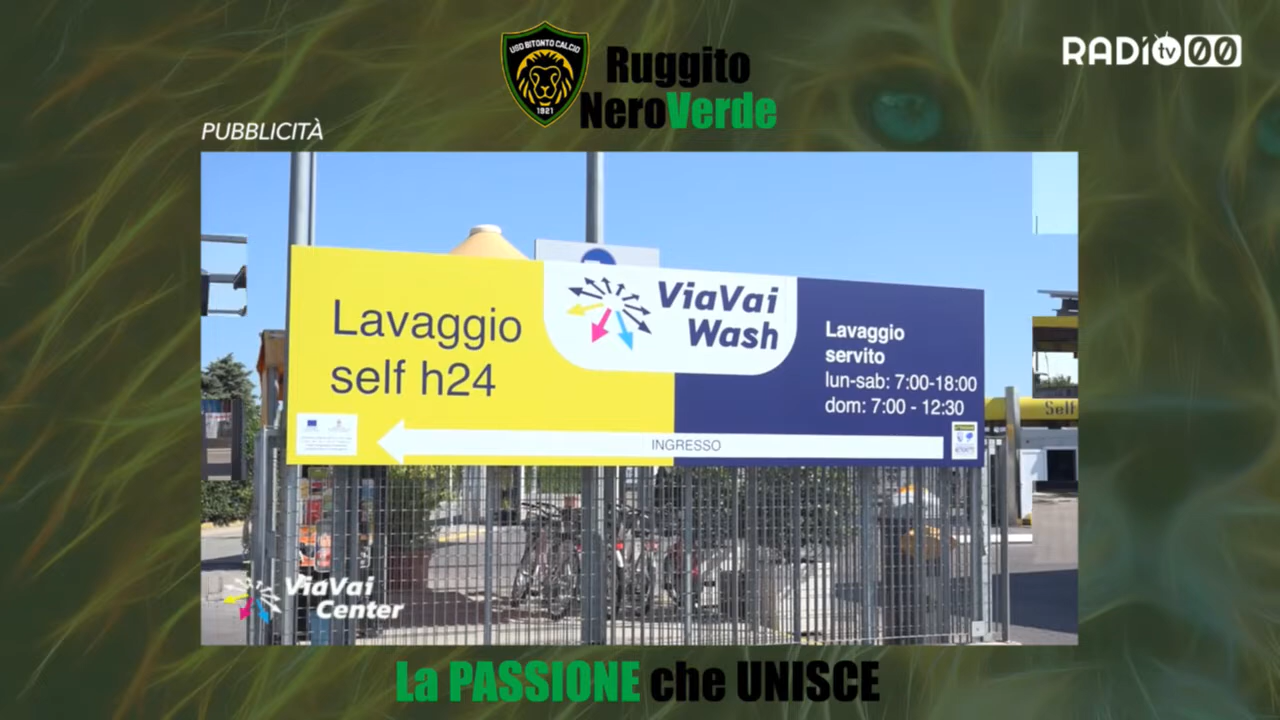 USD BITONTO CALCIO
1921
Ruggito
NeroVerde
RADIO tv 00
PUBBLICITÀ
Lavaggio
self h24
ViaVai
Wash
Lavaggio
servito
lun-sab: 7:00-18:00
dom: 7:00 - 12:30
INGRESSO
Self
ViaVai
Center
La PASSIONE che UNISCE